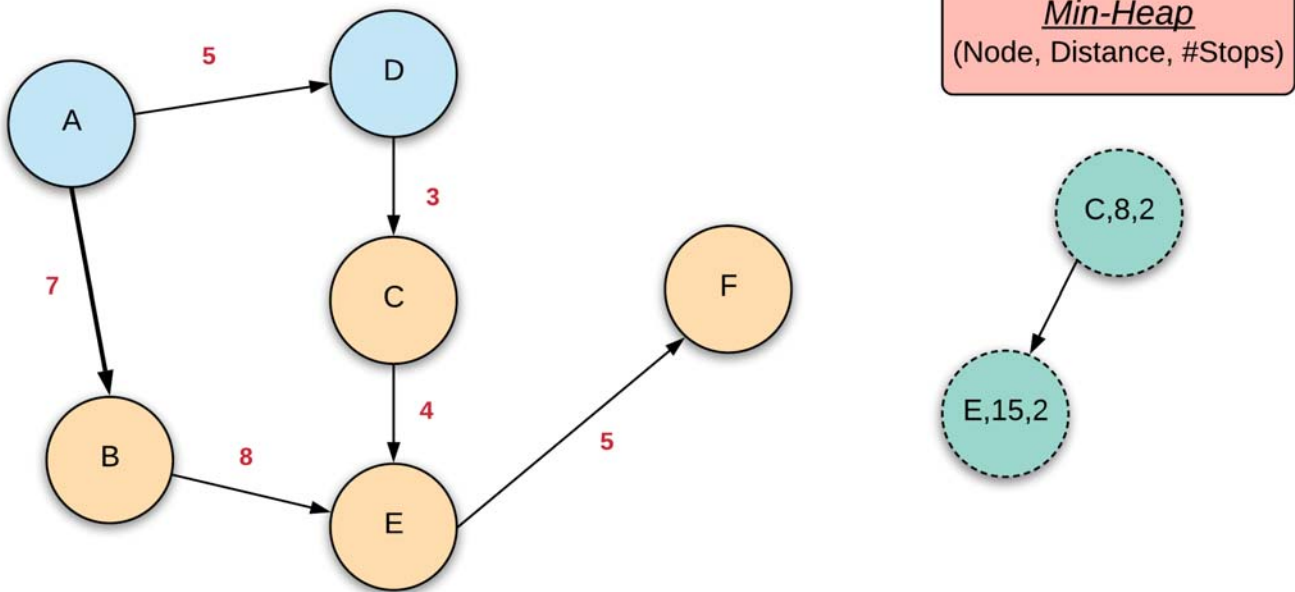 Min-Heap
(Node, Distance, #Stops)
5
D
A
3
C,8,2
7
C
F
4
E,15,2
B
8
5
E